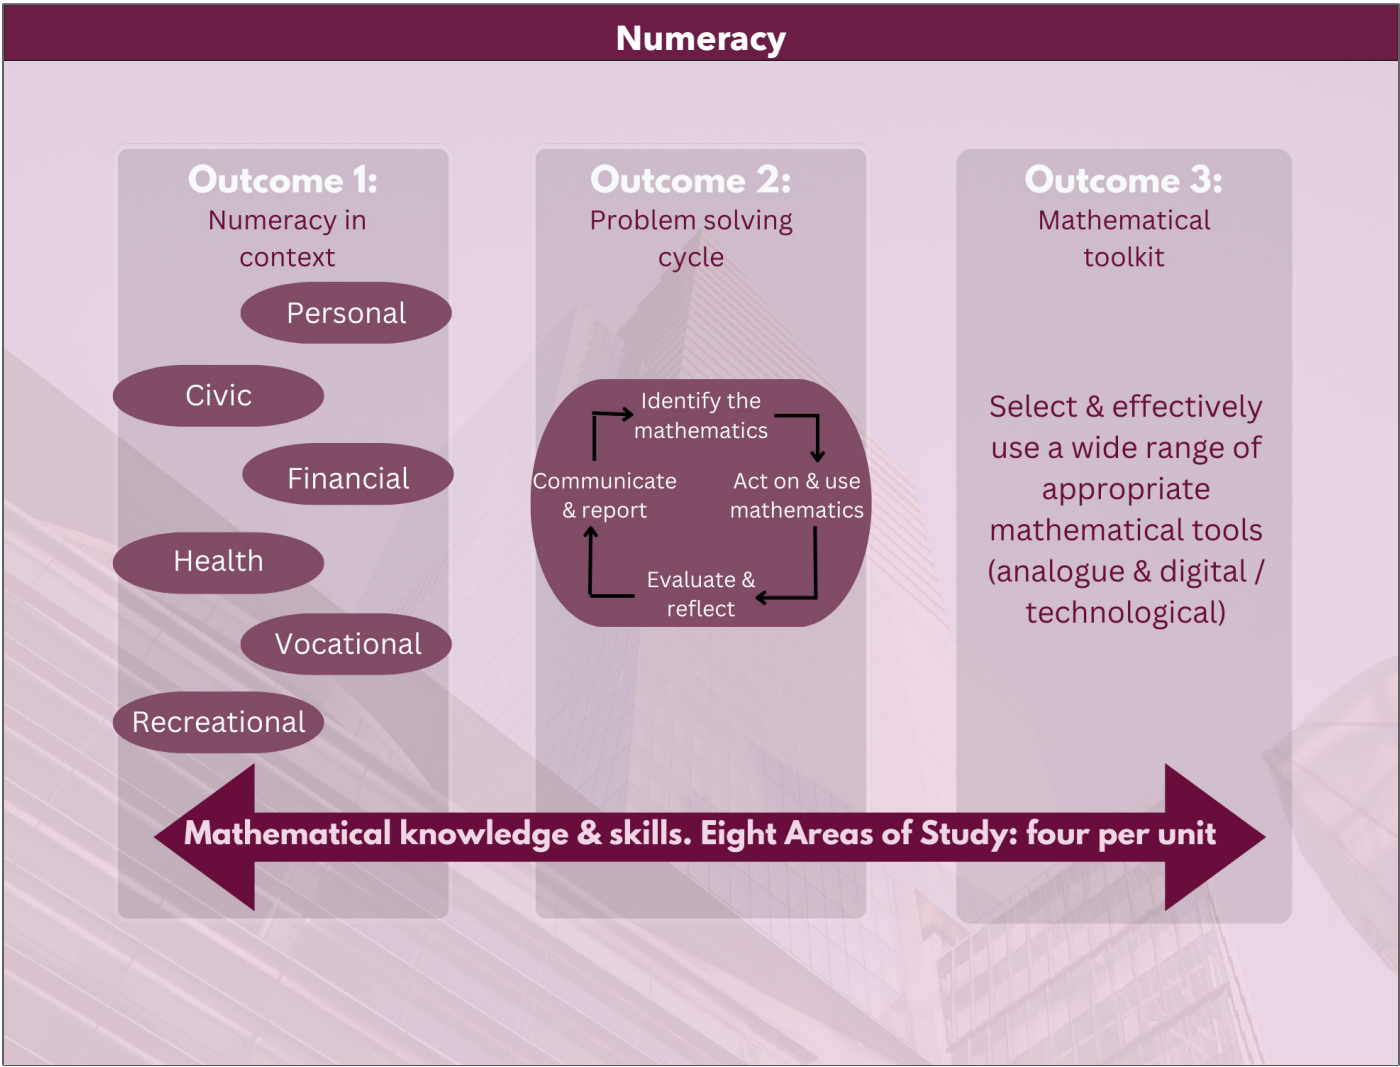 Numeracy
Outcome 1:
Numeracy in
context
Personal
Civic
Financial
Health
Vocational
Recreational
Outcome 2:
Problem solving
cycle
Identify the
mathematics
Act on & use
mathematics
Evaluate &
reflect
Communicate
& report
Outcome 3:
Mathematical
toolkit
Select & effectively
use a wide range of
appropriate
mathematical tools
(analogue & digital /
technological)
Mathematical knowledge & skills. Eight Areas of Study: four per unit